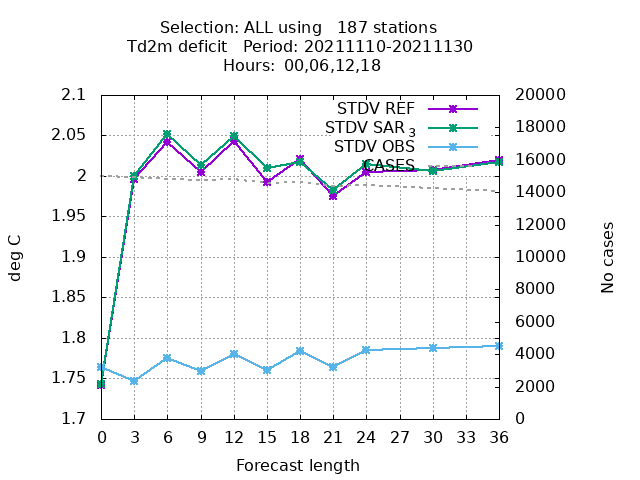 Selection: ALL using   187 stations
Td2m deficit   Period: 20211110-20211130
Hours: 00,06,12,18
STDV REF
STDV SAR3
STDV OBS
CASES
2.1
2.05
2
1.95
1.9
1.85
1.8
1.75
1.7
deg C
20000
18000
16000
14000
12000
10000
8000
6000
4000
2000
0
No cases
0 3 6 9 12 15 18 21 24 27 30 33 36
Forecast length